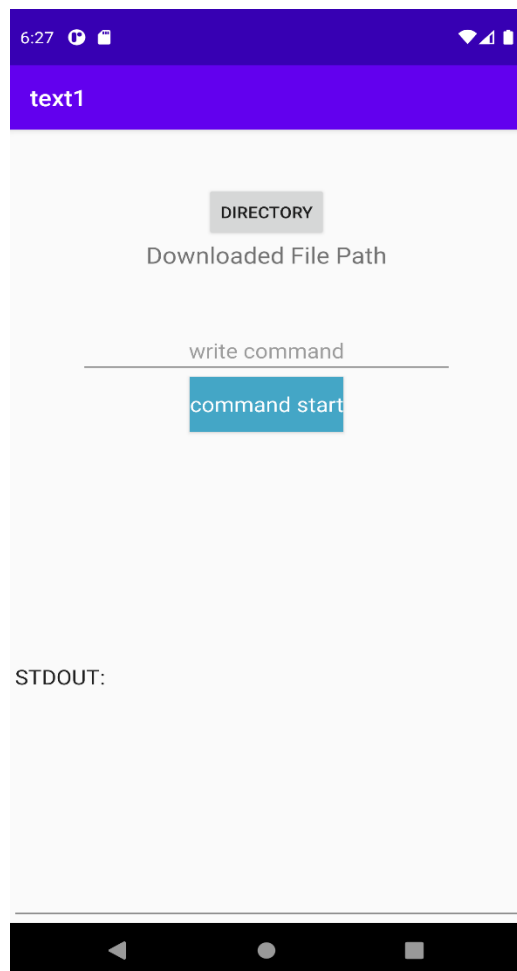 6:27
text1
DIRECTORY
Downloaded File Path
write command
command start
STDOUT: